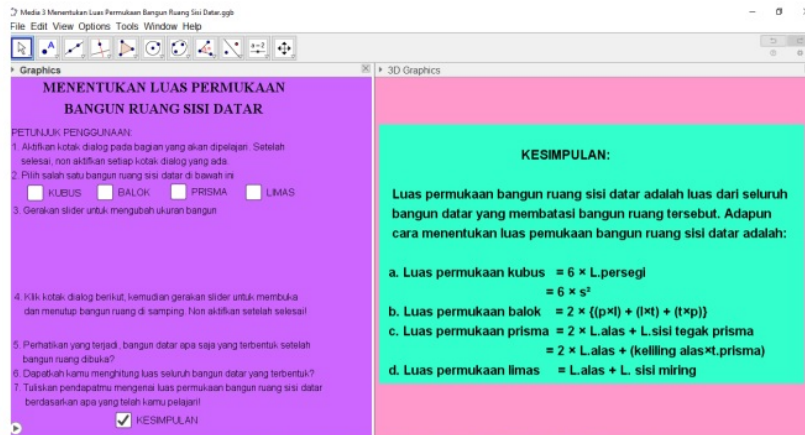 Media 3 Menentukan Luas Permukaan Bangun Ruang Sisi Datar.ggb
File Edit View Options Tools Window Help
Graphics
3D Graphics
MENENTUKAN LUAS PERMUKAAN
BANGUN RUANG SISI DATAR
PETUNJUK PENGGUNAAN:
1. Aktifkan kotak dialog pada bagian yang akan dipelajari. Setelah
selesai, non aktifkan setiap kotak dialog yang ada.
2. Pilih salah satu bangun ruang sisi datar di bawah ini
KUBUS BALOK PRISMA LIMAS
3. Gerakan slider untuk mengubah ukuran bangun
4. Klik kotak dialog berikut, kemudian gerakan slider untuk membuka
dan menutup bangun ruang di samping. Non aktifkan setelah selesai!
5. Perhatikan yang terjadi, bangun datar apa saja yang terbentuk setelah
bangun ruang dibuka?
6. Dapatkah kamu menghitung luas seluruh bangun datar yang terbentuk?
7. Tuliskan pendapatmu mengenai luas permukaan bangun ruang sisi datar
berdasarkan apa yang telah kamu pelajari!
KESIMPULAN
KESIMPULAN:
Luas permukaan bangun ruang sisi datar adalah luas dari seluruh
bangun datar yang membatasi bangun ruang tersebut. Adapun
cara menentukan luas pemukaan bangun ruang sisi datar adalah:
a. Luas permukaan kubus = 6 × L.persegi
= 6 × s²
b. Luas permukaan balok = 2 × {(p×l) + (l×t) + (t×p)}
c. Luas permukaan prisma = 2 × L.alas + L.sisi tegak prisma
= 2 × L.alas + (keliling alas×t.prisma)
d. Luas permukaan limas = L.alas + L. sisi miring